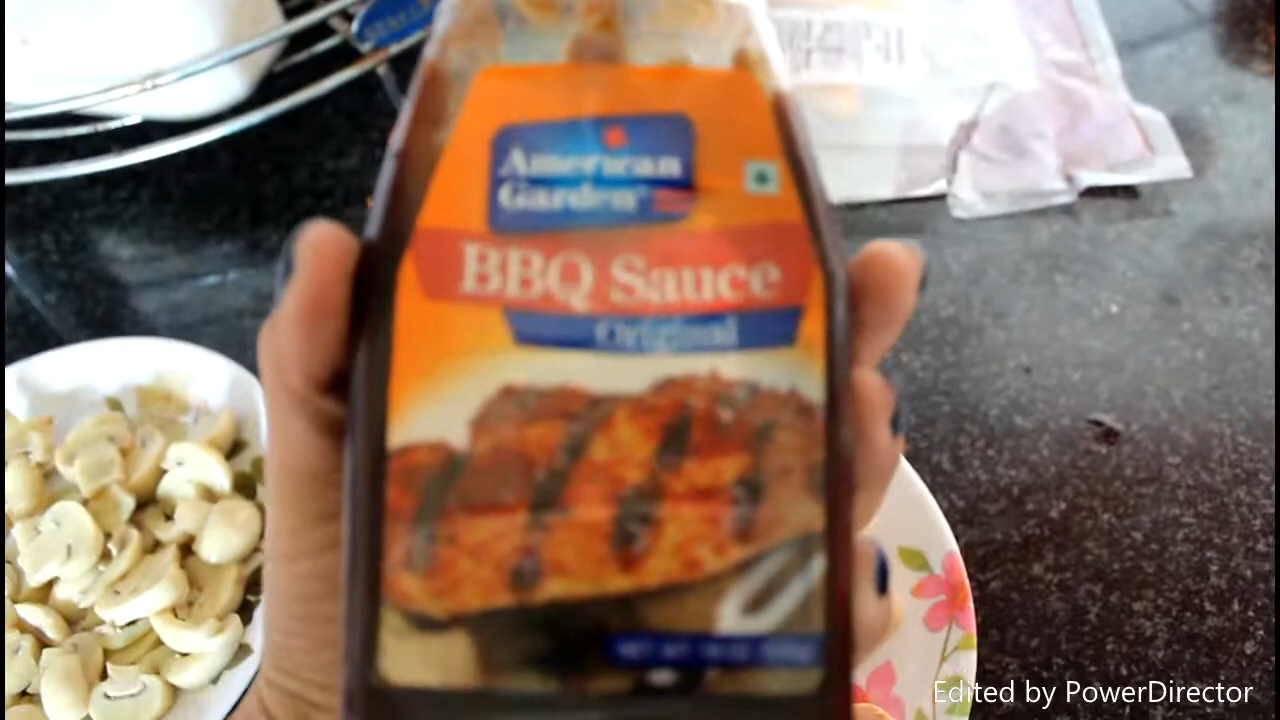 American
Garden
BBQ Sauce
Original
Edited by PowerDirector